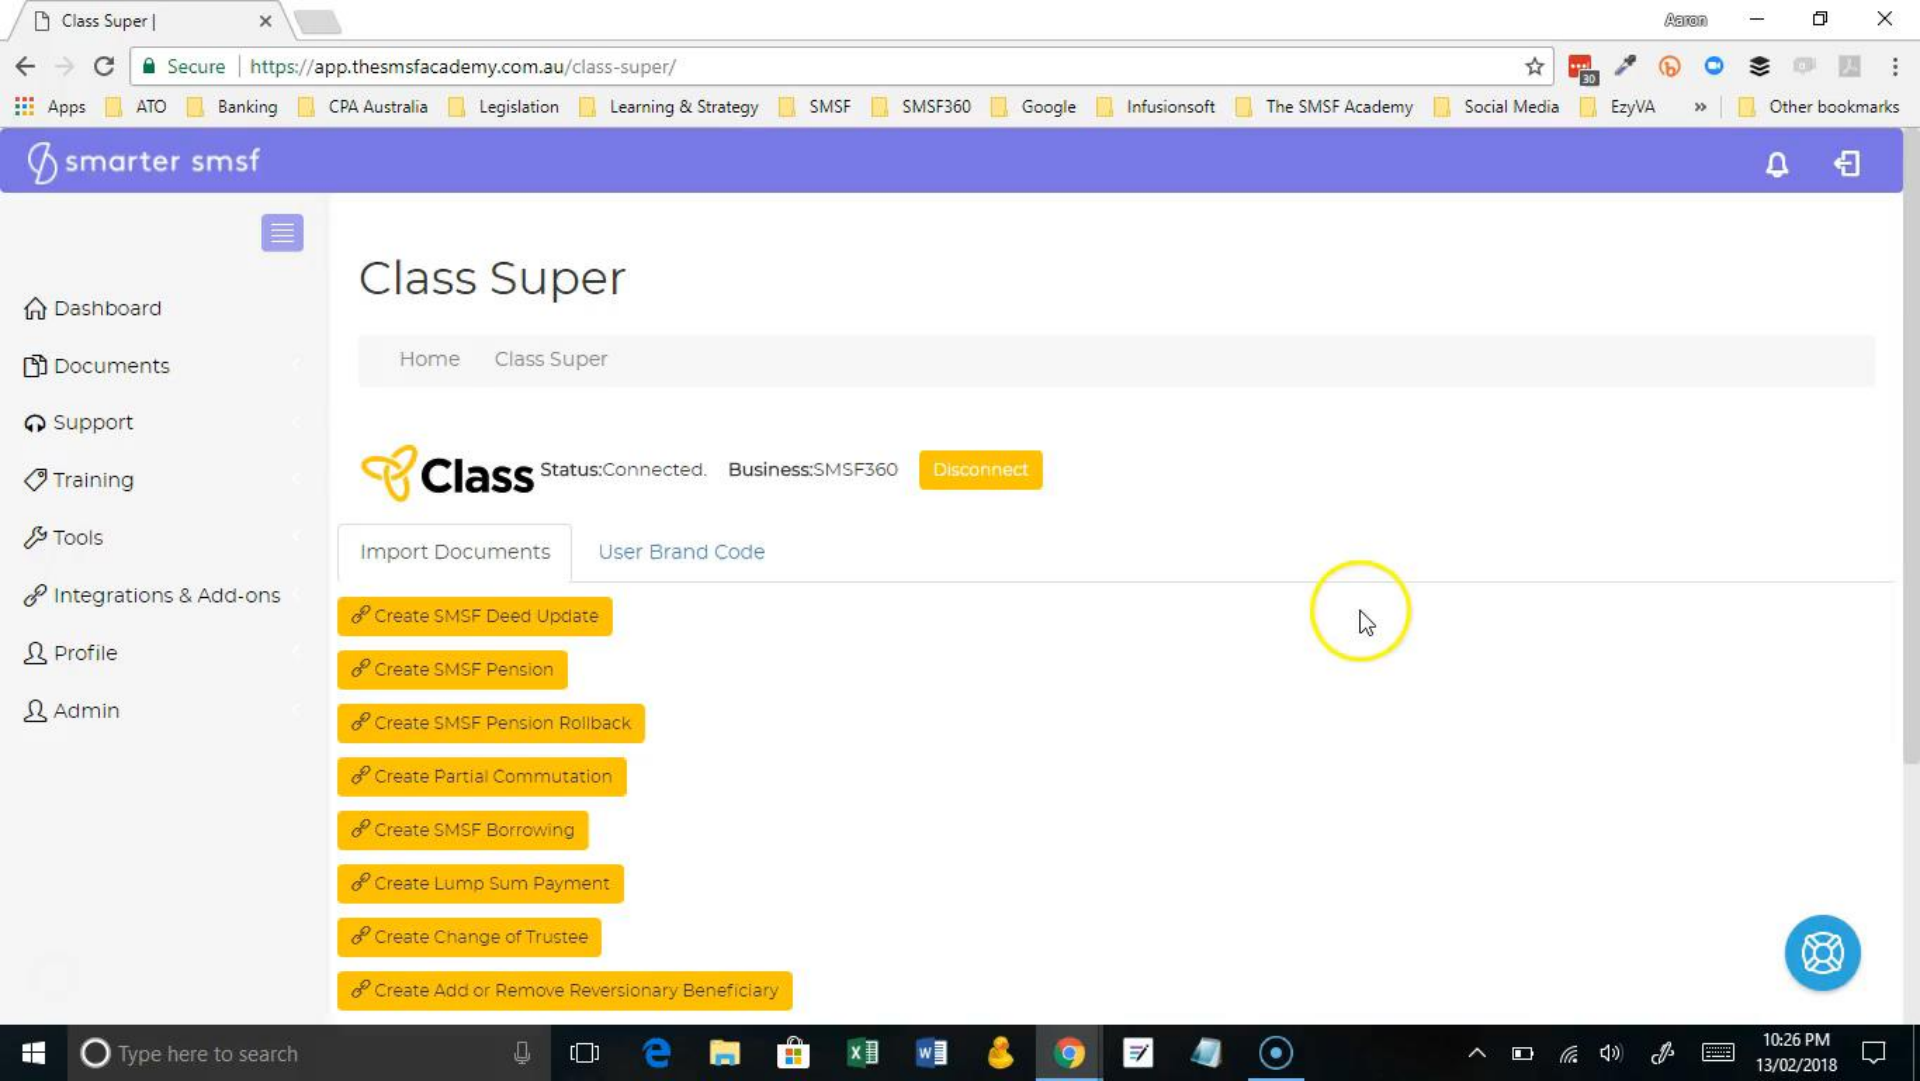 Class Super |
Aaron
Secure | https://app.thesmsfacademy.com.au/class-super/
30
Apps ATO Banking CPA Australia Legislation Learning & Strategy SMSF SMSF360 Google Infusionsoft The SMSF Academy Social Media EzyVA » Other bookmarks
smarter smsf
Class Super
Dashboard
Home Class Super
Documents
Support
Class Status:Connected. Business:SMSF360 Disconnect
Training
Tools
Import Documents User Brand Code
Integrations & Add-ons
Create SMSF Deed Update
Profile
Create SMSF Pension
Admin
Create SMSF Pension Rollback
Create Partial Commutation
Create SMSF Borrowing
Create Lump Sum Payment
Create Change of Trustee
Create Add or Remove Reversionary Beneficiary
Type here to search
10:26 PM
13/02/2018